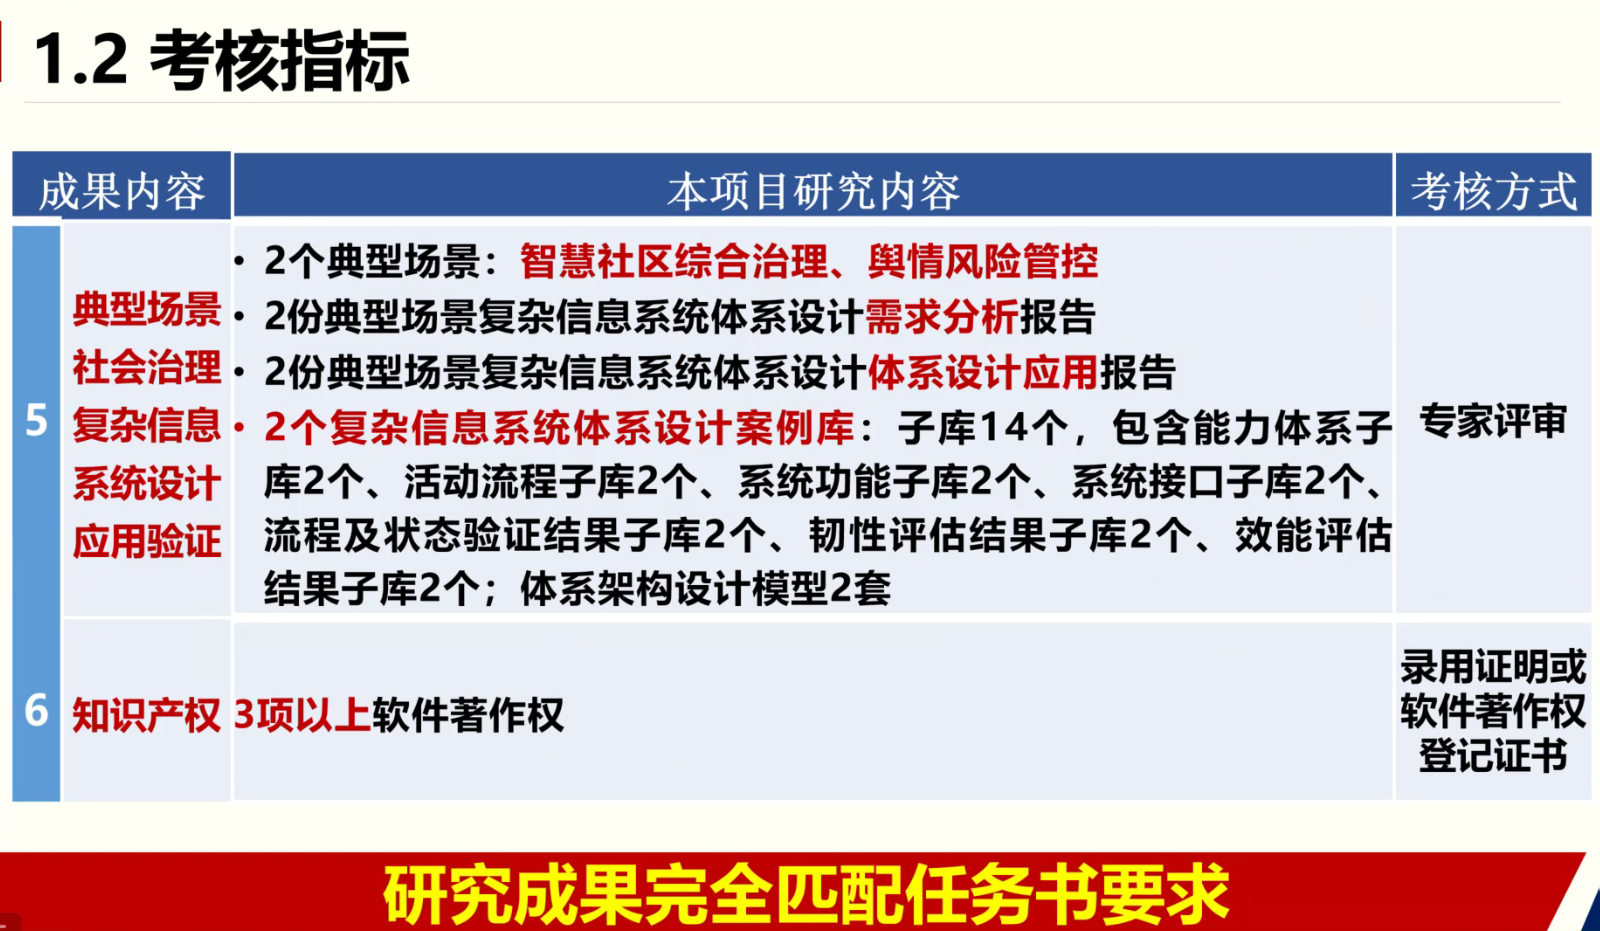 1.2 考核指标
成果内容
本项目研究内容
考核方式
5
典型场景
社会治理
复杂信息
系统设计
应用验证
• 2个典型场景：智慧社区综合治理、舆情风险管控
• 2份典型场景复杂信息系统体系设计需求分析报告
• 2份典型场景复杂信息系统体系设计体系设计应用报告
• 2个复杂信息系统体系设计案例库：子库14个，包含能力体系子
库2个、活动流程子库2个、系统功能子库2个、系统接口子库2个、
流程及状态验证结果子库2个、韧性评估结果子库2个、效能评估
结果子库2个；体系架构设计模型2套
专家评审
6
知识产权
3项以上软件著作权
录用证明或
软件著作权
登记证书
研究成果完全匹配任务书要求